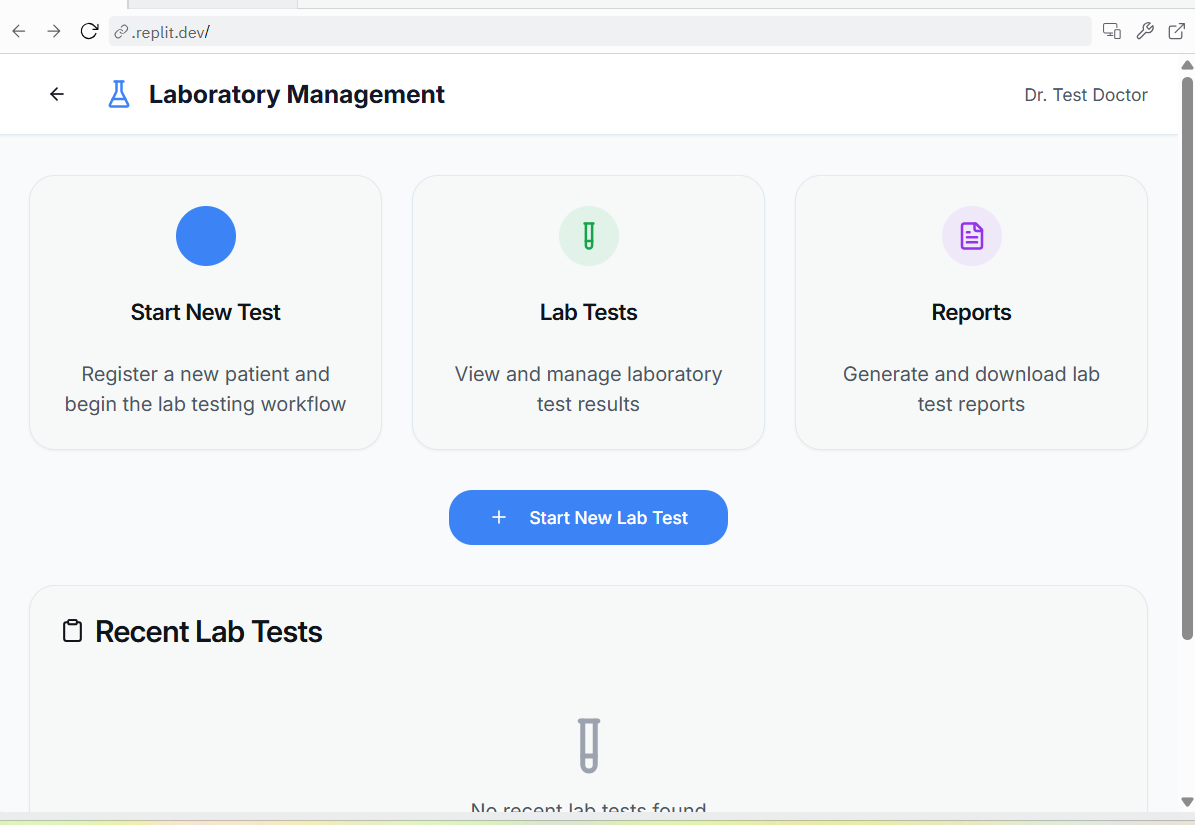 .replit.dev/
Laboratory Management
Dr. Test Doctor
Start New Test
Register a new patient and
begin the lab testing workflow
Lab Tests
View and manage laboratory
test results
Reports
Generate and download lab
test reports
+ Start New Lab Test
Recent Lab Tests
No recent lab tests found